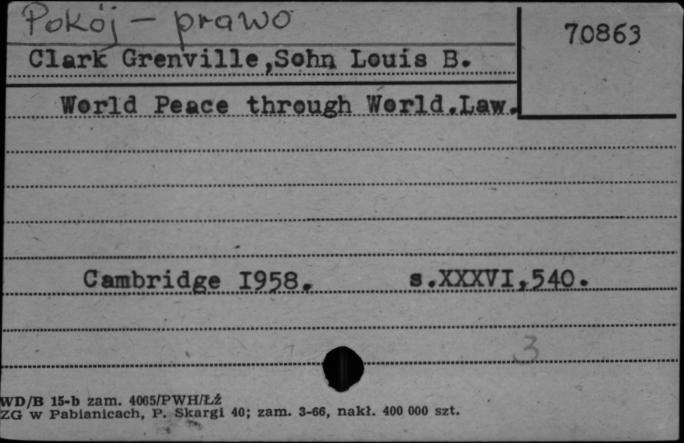 Pokój – prawo
70863
Clark Grenville,Sohn Louis B.
World Peace through World.Law.
Cambridge I958. s.XXXVI,540.
3
WD/B 15-b zam. 4065/PWH/ŁŹ
ZG w Pabianicach, P. Skargi 40; zam. 3-66, nakł. 400 000 szt.